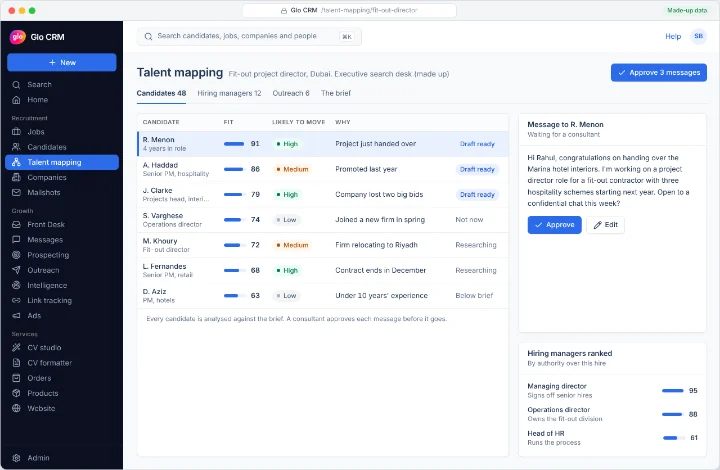 Glo CRM /talent-mapping/fit-out-director
Made-up data
glo Glo CRM
+ New
Search
Home
Recruitment
Jobs
Candidates
Talent mapping
Companies
Mailshots
Growth
Front Desk
Messages
Prospecting
Outreach
Intelligence
Link tracking
Ads
Services
CV studio
CV formatter
Orders
Products
Website
Admin
Search candidates, jobs, companies and people ⌘K
Help SB
Talent mapping Fit-out project director, Dubai. Executive search desk (made up)
Approve 3 messages
Candidates 48 Hiring managers 12 Outreach 6 The brief
CANDIDATE FIT LIKELY TO MOVE WHY
R. Menon
4 years in role
91 High Project just handed over Draft ready
A. Haddad
Senior PM, hospitality
86 Medium Promoted last year Draft ready
J. Clarke
Projects head, interi...
79 High Company lost two big bids Draft ready
S. Varghese
Operations director
74 Low Joined a new firm in spring Not now
M. Khoury
Fit-out director
72 Medium Firm relocating to Riyadh Researching
L. Fernandes
Senior PM, retail
68 High Contract ends in December Researching
D. Aziz
PM, hotels
63 Low Under 10 years' experience Below brief
Every candidate is analysed against the brief. A consultant approves each message before it goes.
Message to R. Menon
Waiting for a consultant
Hi Rahul, congratulations on handing over the
Marina hotel interiors. I'm working on a project
director role for a fit-out contractor with three
hospitality schemes starting next year. Open to a
confidential chat this week?
Approve Edit
Hiring managers ranked
By authority over this hire
Managing director
Signs off senior hires
95
Operations director
Owns the fit-out division
88
Head of HR
Runs the process
61